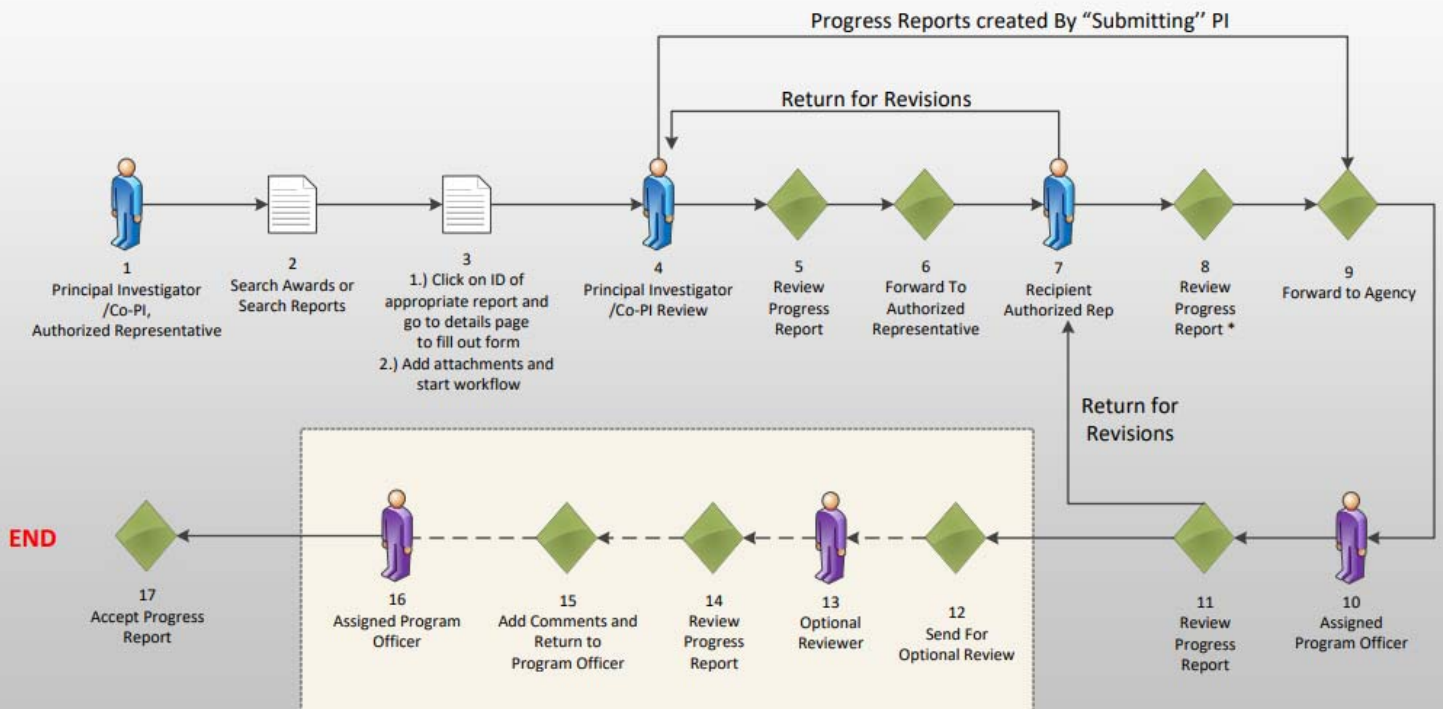 Progress Reports created By “Submitting’’ PI
Return for Revisions
1
Principal Investigator
/Co-PI,
Authorized Representative
2
Search Awards or
Search Reports
3
1.) Click on ID of
appropriate report and
go to details page
to fill out form
2.) Add attachments and
start workflow
4
Principal Investigator
/Co-PI Review
5
Review
Progress
Report
6
Forward To
Authorized
Representative
7
Recipient
Authorized Rep
8
Review
Progress
Report *
9
Forward to Agency
Return for
Revisions
END
17
Accept Progress
Report
16
Assigned Program
Officer
15
Add Comments and
Return to
Program Officer
14
Review
Progress
Report
13
Optional
Reviewer
12
Send For
Optional Review
11
Review
Progress
Report
10
Assigned
Program Officer